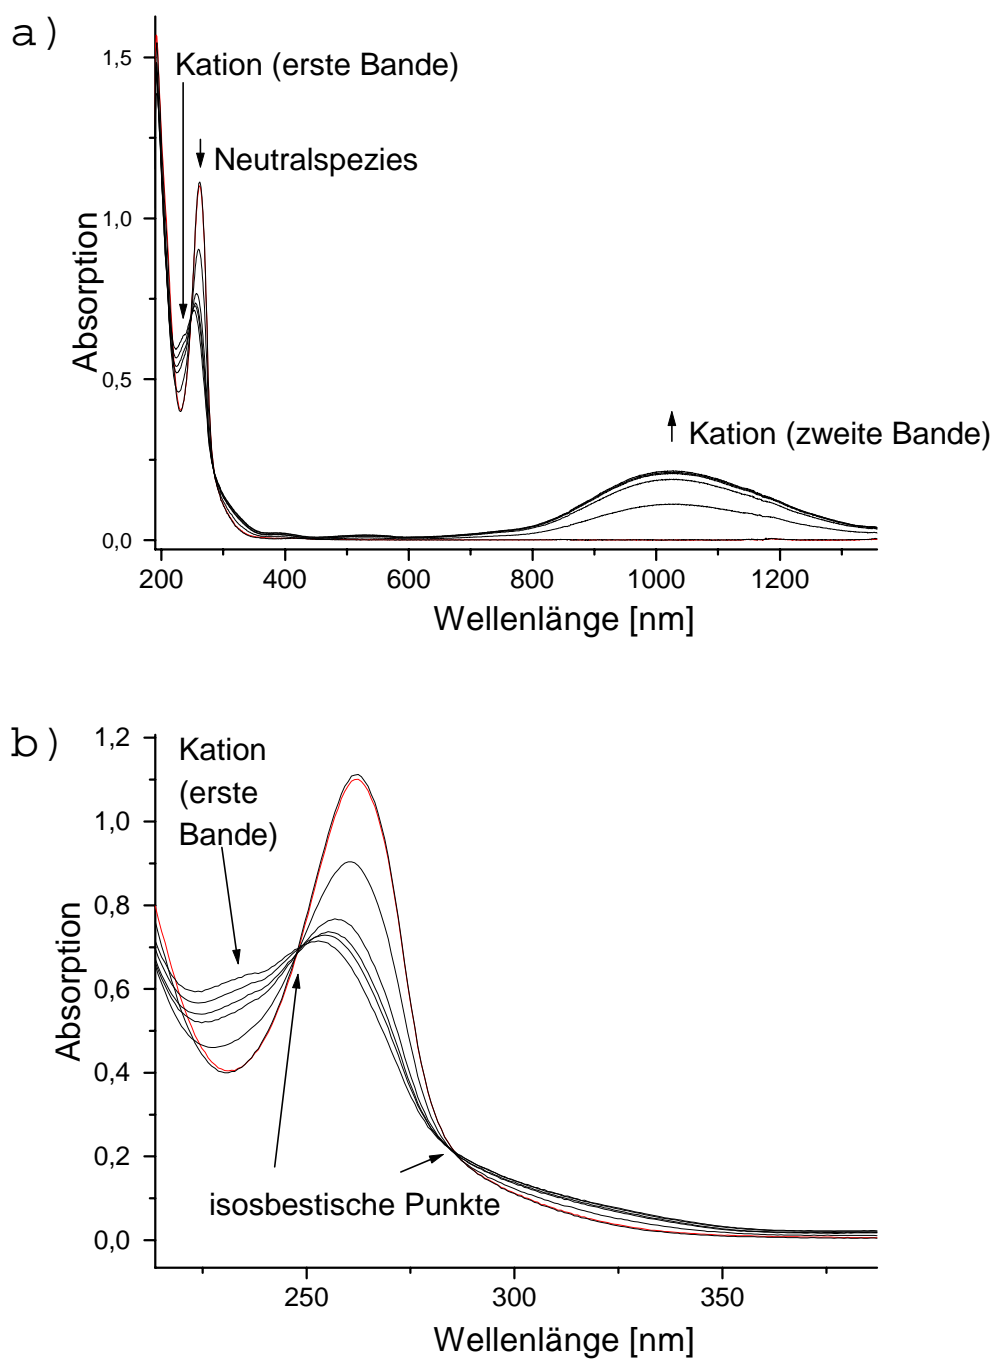 a)
Kation (erste Bande)
Neutralspezies
Kation (zweite Bande)
Absorption
1,5
1,0
0,5
0,0
200 400 600 800 1000 1200
Wellenlänge [nm]
b)
Kation
(erste
Bande)
isosbestische Punkte
Absorption
1,2
1,0
0,8
0,6
0,4
0,2
0,0
250 300 350
Wellenlänge [nm]